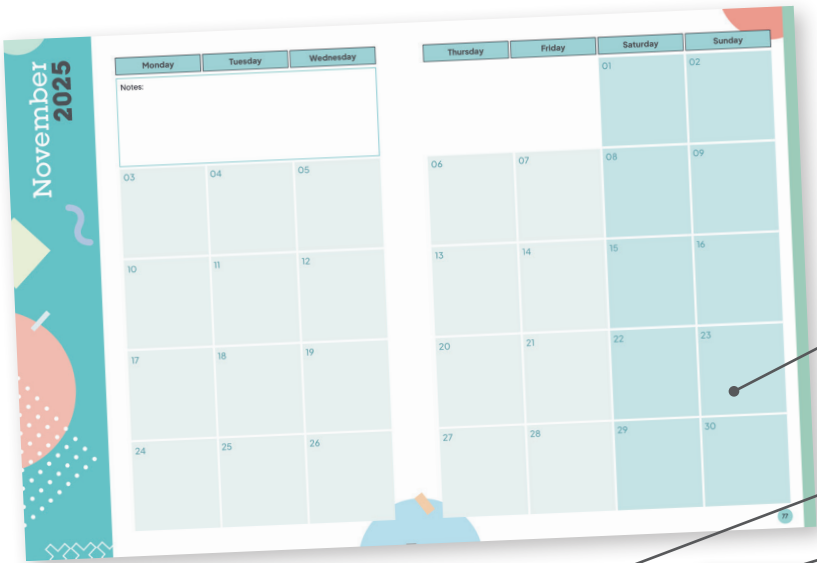 November
2025
Monday Tuesday Wednesday Thursday Friday Saturday Sunday
Notes:
01 02
03 04 05 06 07 08 09
10 11 12 13 14 15 16
17 18 19 20 21 22 23
24 25 26 27 28 29 30
77